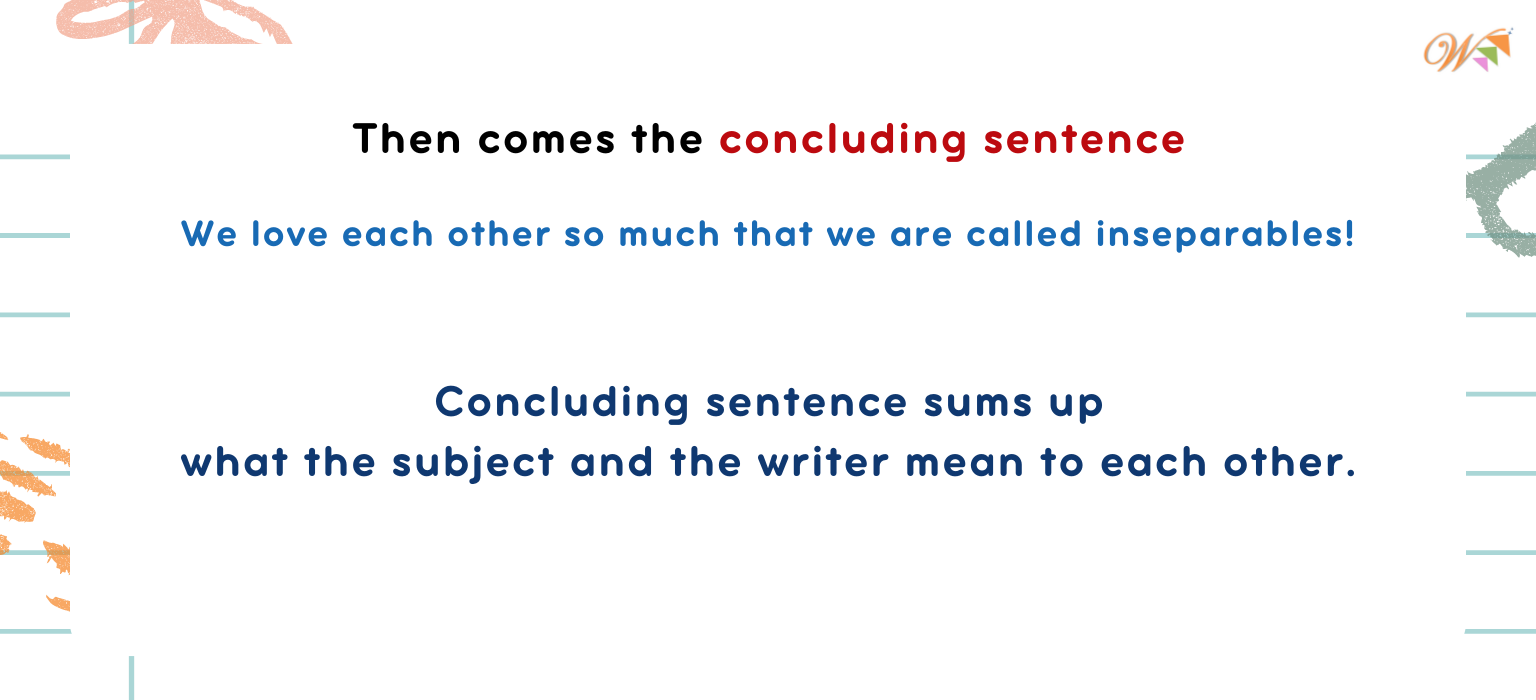 W
Then comes the concluding sentence
We love each other so much that we are called inseparables!
Concluding sentence sums up
what the subject and the writer mean to each other.